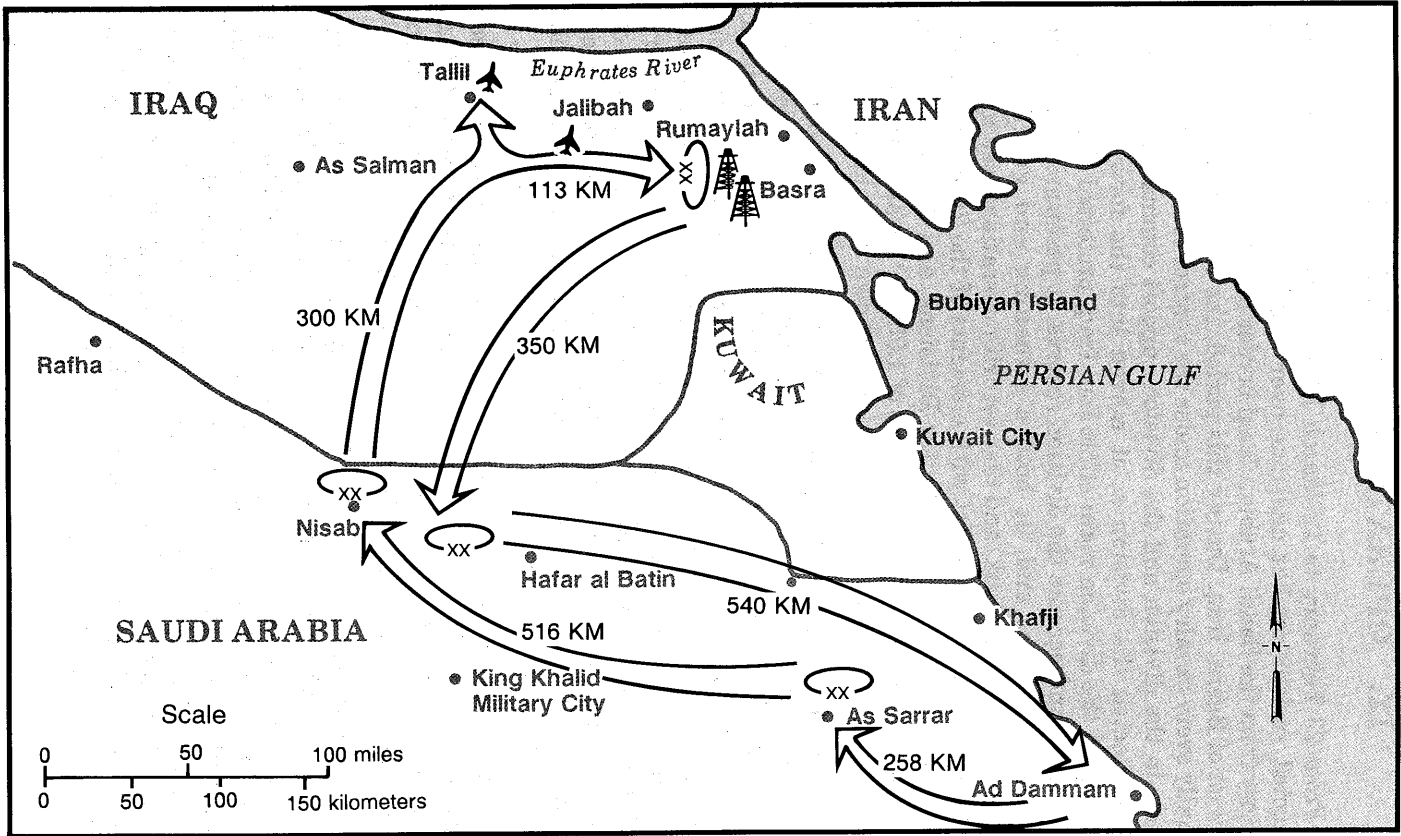 Tallil
Euphrates River
IRAQ
Jalibah
IRAN
Rumaylah
As Salman
XX
113 KM
Basra
300 KM
Bubiyan Island
KUWAIT
350 KM
Rafha
PERSIAN GULF
Kuwait City
XX
Nisab
XX
Hafar al Batin
540 KM
Khafji
SAUDI ARABIA
516 KM
N
King Khalid
Military City
XX
As Sarrar
Scale
0 50 100 miles
0 50 100 150 kilometers
258 KM
Ad Dammam